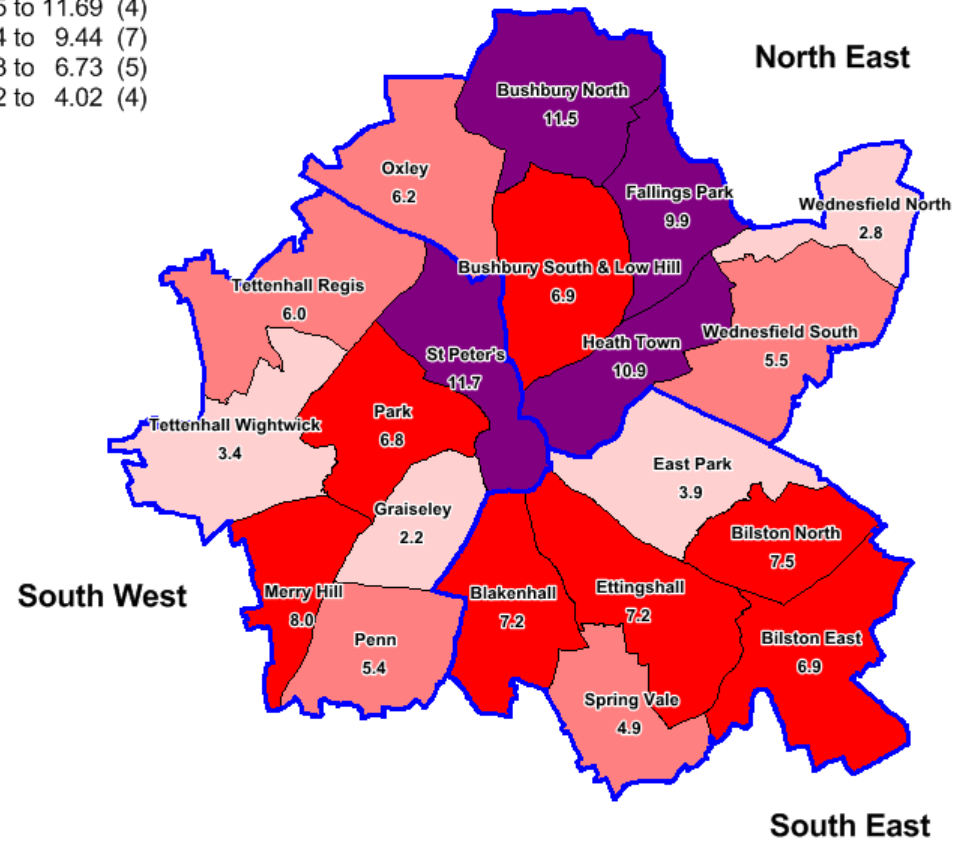 5 to 11.69 (4)
4 to 9.44 (7)
3 to 6.73 (5)
2 to 4.02 (4)
North East
Bushbury North
11.5
Oxley
6.2
Fallings Park
9.9
Wednesfield North
2.8
Bushbury South & Low Hill
6.9
Tettenhall Regis
6.0
St Peter's
11.7
Heath Town
10.9
Wednesfield South
5.5
Park
6.8
Tettenhall Wightwick
3.4
East Park
3.9
Graiseley
2.2
Bilston North
7.5
South West
Merry Hill
8.0
Blakenhall
7.2
Ettingshall
7.2
Penn
5.4
Bilston East
6.9
Spring Vale
4.9
South East